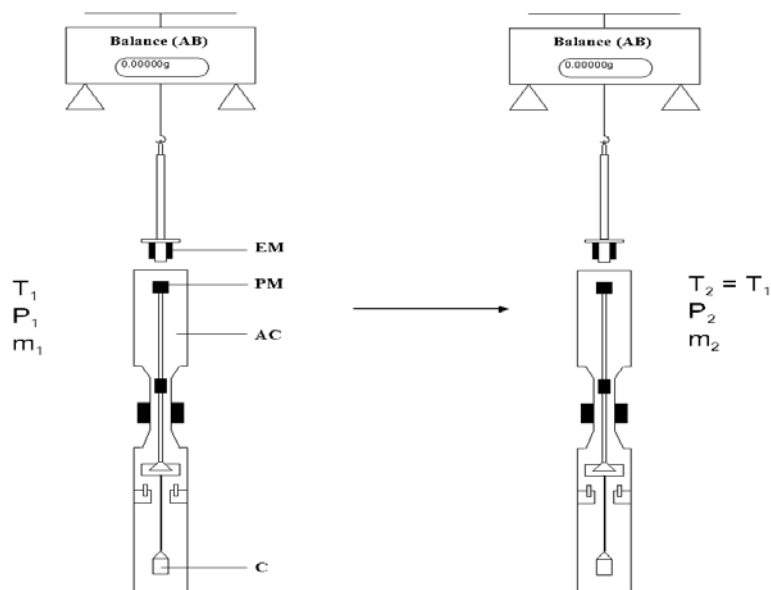 Balance (AB)
0.00000g
EM
PM
AC
C
T₁
P₁
m₁
Balance (AB)
0.00000g
T₂ = T₁
P₂
m₂